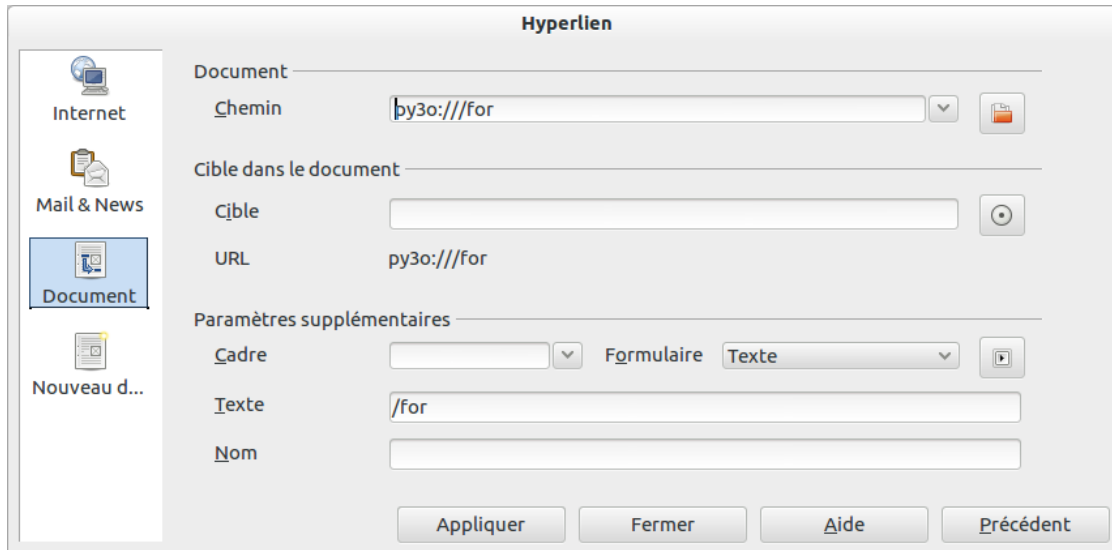 Hyperlien
Internet
Mail & News
Document
Nouveau d...
Document
Chemin py3o:///for
Cible dans le document
Cible
URL py3o:///for
Paramètres supplémentaires
Cadre Formulaire Texte
Texte /for
Nom
Appliquer Fermer Aide Précédent